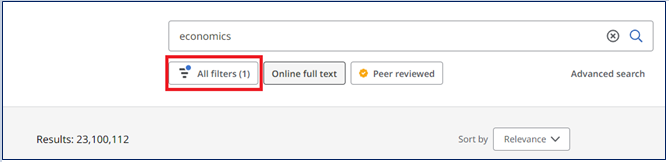 economics
All filters (1) Online full text Peer reviewed Advanced search
Results: 23,100,112 Sort by Relevance